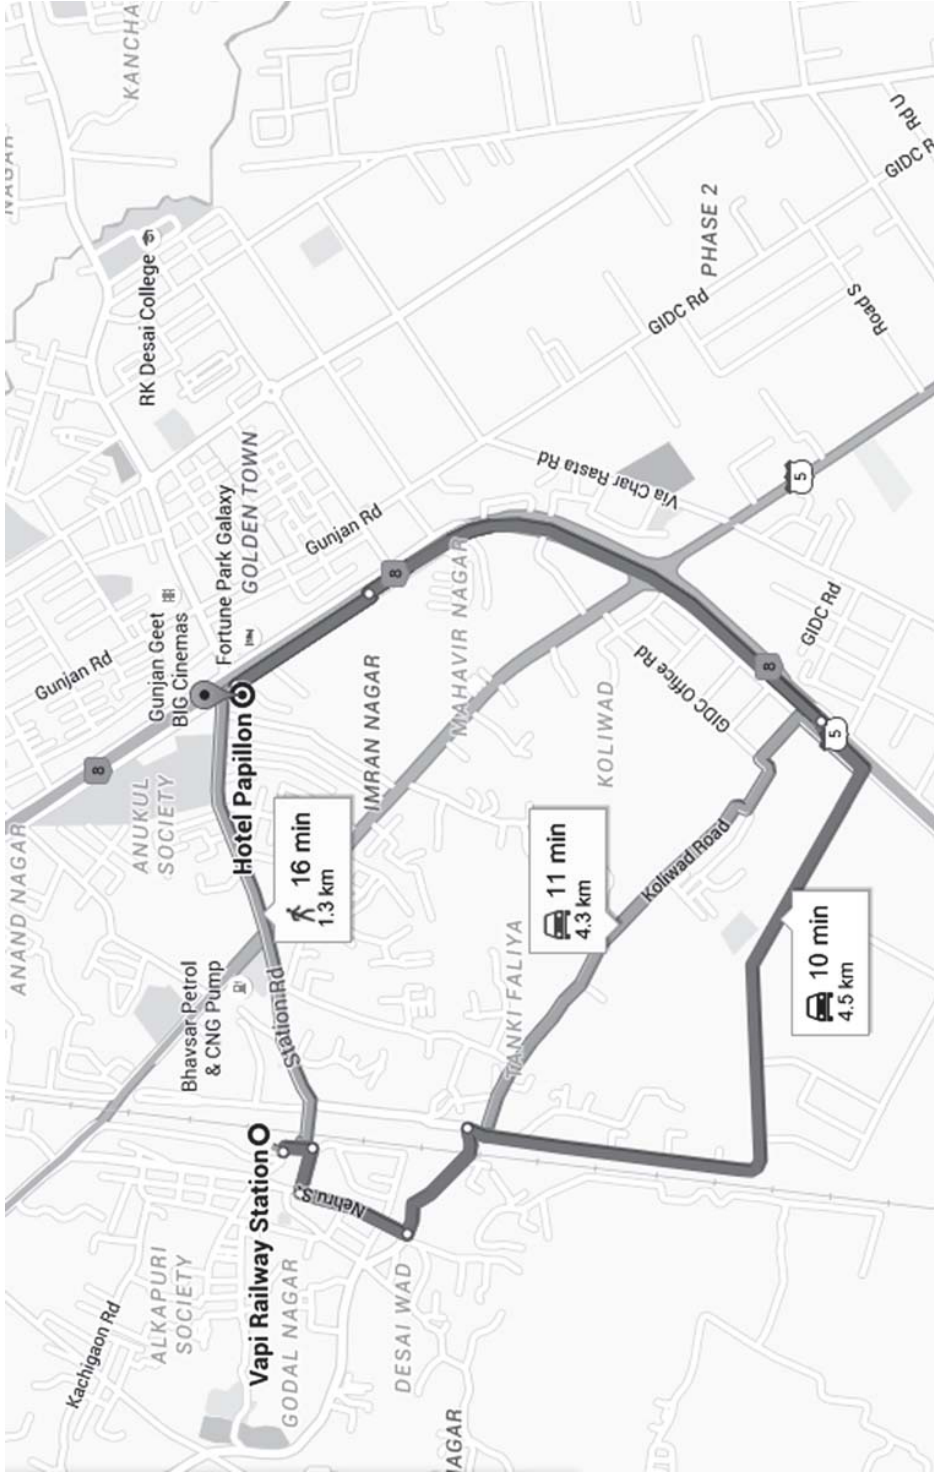 NAGAR
KANCHA
RK Desai College
ANAND NAGAR
8
Gunjan Rd
Gunjan Geet
BIG Cinemas
Fortune Park Galaxy
GOLDEN TOWN
Gunjan Rd
ANUKUL
SOCIETY
Hotel Papillon
8
IMRAN NAGAR
MAHAVIR NAGAR
Via Char Rasta Rd
GIDC Rd
PHASE 2
Road S
GIDC R
Rd U
5
16 min
1.3 km
Bhavsar Petrol
& CNG Pump
Station Rd
KOLIWAD
GIDC Office Rd
8
GIDC Rd
5
11 min
4.3 km
Koliwad Road
TANKI FALIYA
10 min
4.5 km
Vapi Railway Station
Nehru S
Kachigaon Rd
ALKAPURI
SOCIETY
GODAL NAGAR
DESAI WAD
NAGAR